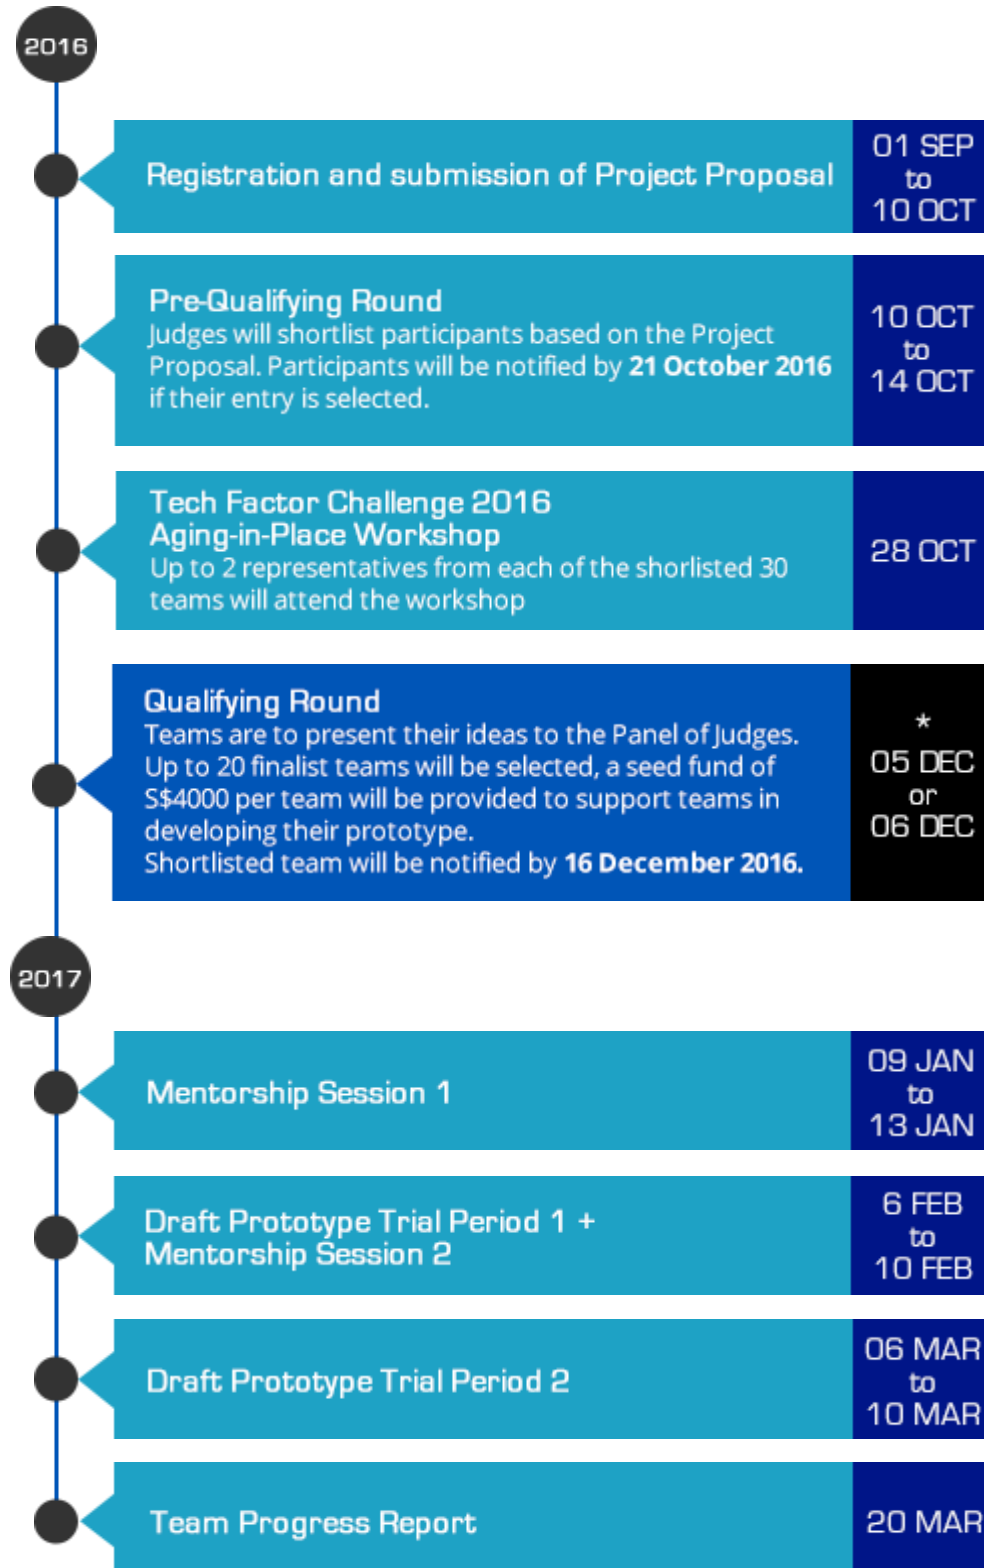 2016
Registration and submission of Project Proposal
01 SEP
to
10 OCT
Pre-Qualifying Round
Judges will shortlist participants based on the Project
Proposal. Participants will be notified by 21 October 2016
if their entry is selected.
10 OCT
to
14 OCT
Tech Factor Challenge 2016
Aging-in-Place Workshop
Up to 2 representatives from each of the shorlisted 30
teams will attend the workshop
28 OCT
Qualifying Round
Teams are to present their ideas to the Panel of Judges.
Up to 20 finalist teams will be selected, a seed fund of
S$4000 per team will be provided to support teams in
developing their prototype.
Shortlisted team will be notified by 16 December 2016.
*
05 DEC
or
06 DEC
2017
Mentorship Session 1
09 JAN
to
13 JAN
Draft Prototype Trial Period 1 +
Mentorship Session 2
6 FEB
to
10 FEB
Draft Prototype Trial Period 2
06 MAR
to
10 MAR
Team Progress Report
20 MAR